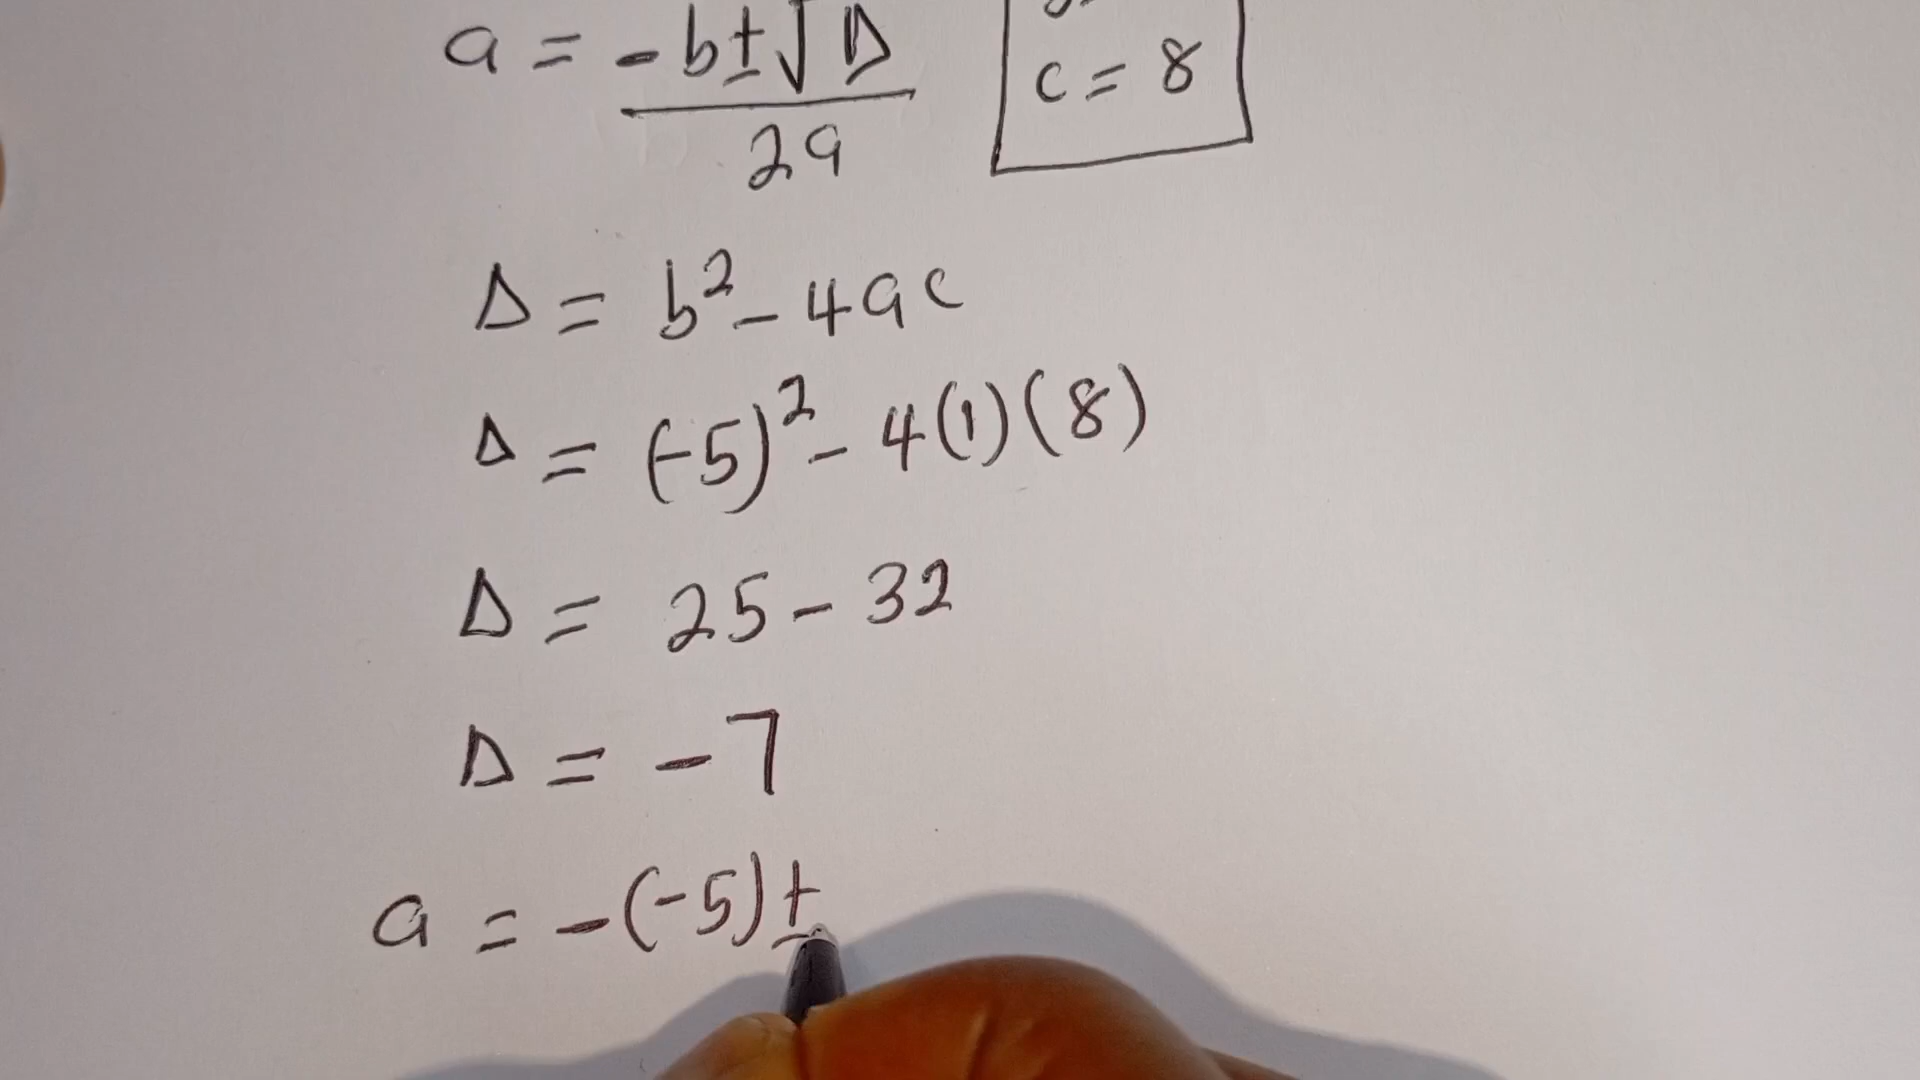 a = -b±√Δ
c = 8
2a
Δ = b² - 4ac
Δ = (-5)² - 4(1)(8)
Δ = 25 - 32
Δ = -7
a = -(-5)±